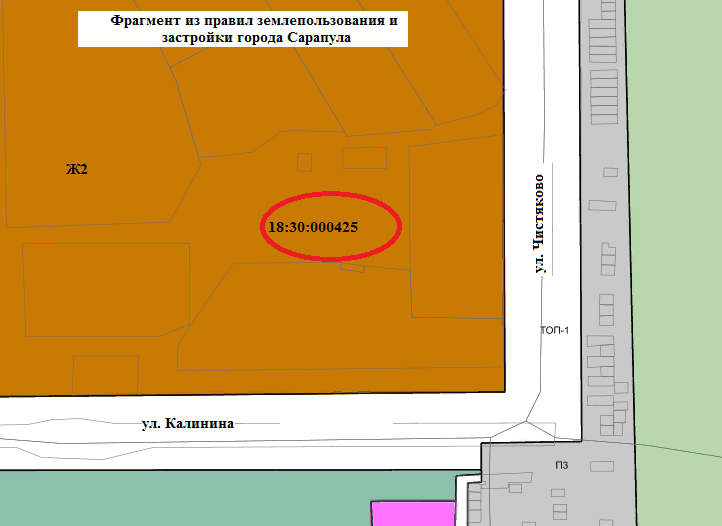 Фрагмент из правил землепользования и
застройки города Сарапула
Ж2
18:30:000425
ул. Чистяково
ТОП-1
ул. Калинина
П3